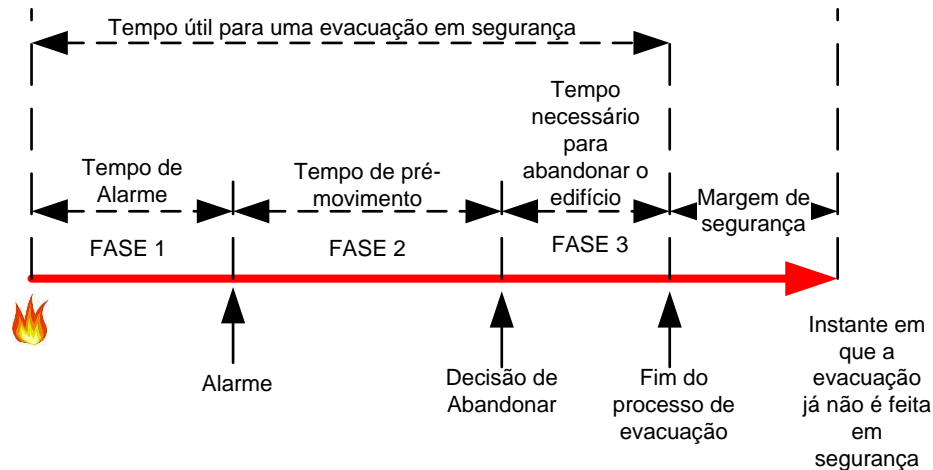 Tempo útil para uma evacuação em segurança
Tempo de
Alarme
Tempo de pré-
movimento
Tempo
necessário
para
abandonar o
edifício
Margem de
segurança
FASE 1
FASE 2
FASE 3
Alarme
Decisão de
Abandonar
Fim do
processo de
evacuação
Instante em
que a
evacuação
já não é feita
em
segurança